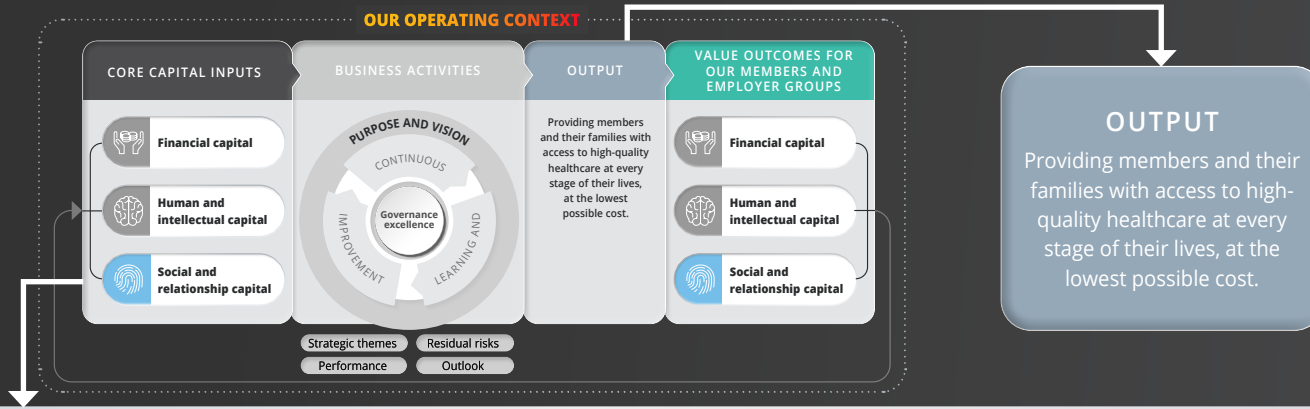 OUR OPERATING CONTEXT
CORE CAPITAL INPUTS
Financial capital
Human and
intellectual capital
Social and
relationship capital
BUSINESS ACTIVITIES
PURPOSE AND VISION
CONTINUOUS
LEARNING AND
IMPROVEMENT
Governance
excellence
Strategic themes
Residual risks
Performance
Outlook
OUTPUT
Providing members
and their families with
access to high-quality
healthcare at every
stage of their lives,
at the lowest
possible cost.
VALUE OUTCOMES FOR
OUR MEMBERS AND
EMPLOYER GROUPS
Financial capital
Human and
intellectual capital
Social and
relationship capital
OUTPUT
Providing members and their
families with access to high-
quality healthcare at every
stage of their lives, at the
lowest possible cost.